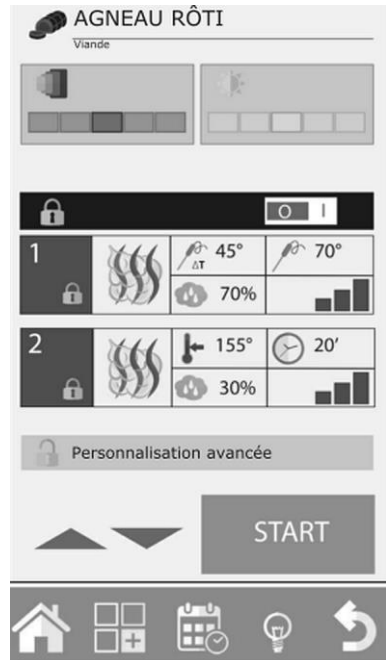 AGNEAU RÔTI
Viande
O I
1
ΔT 45° 70°
70%
2
155° 20'
30%
Personnalisation avancée
START